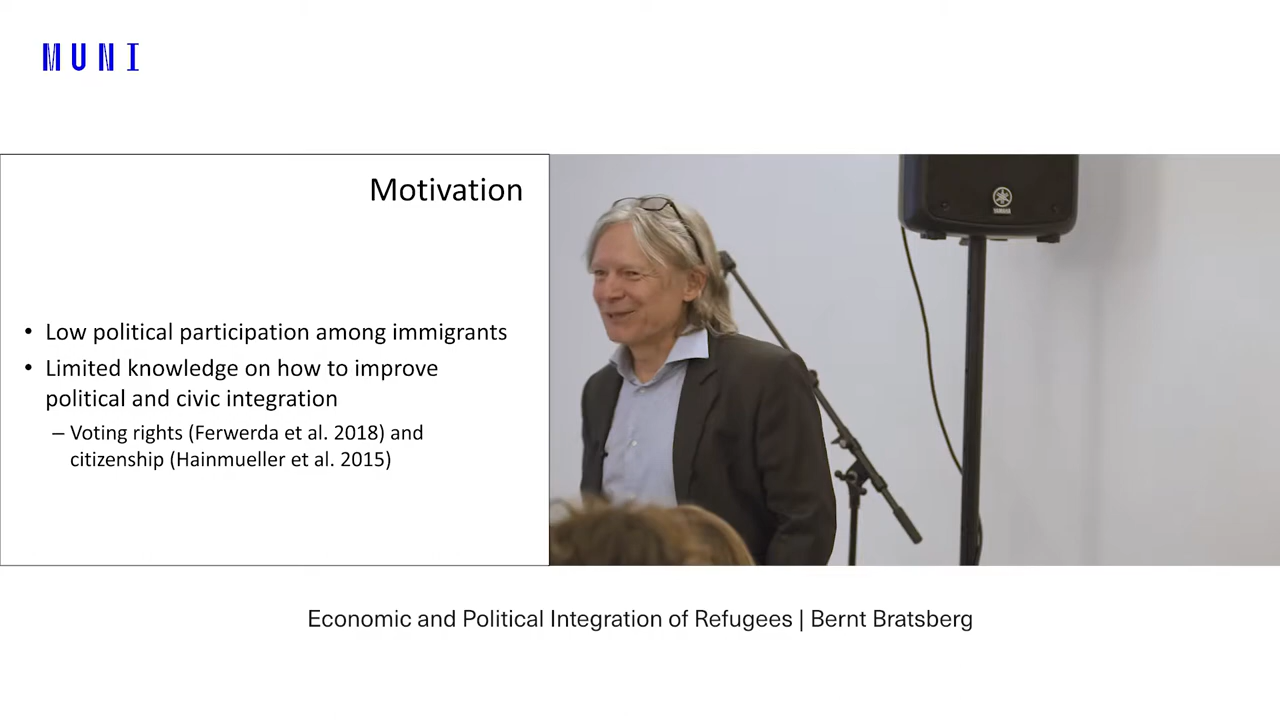 MUNI
Motivation
• Low political participation among immigrants
• Limited knowledge on how to improve
political and civic integration
– Voting rights (Ferwerda et al. 2018) and
citizenship (Hainmueller et al. 2015)
YAMAHA
Economic and Political Integration of Refugees | Bernt Bratsberg